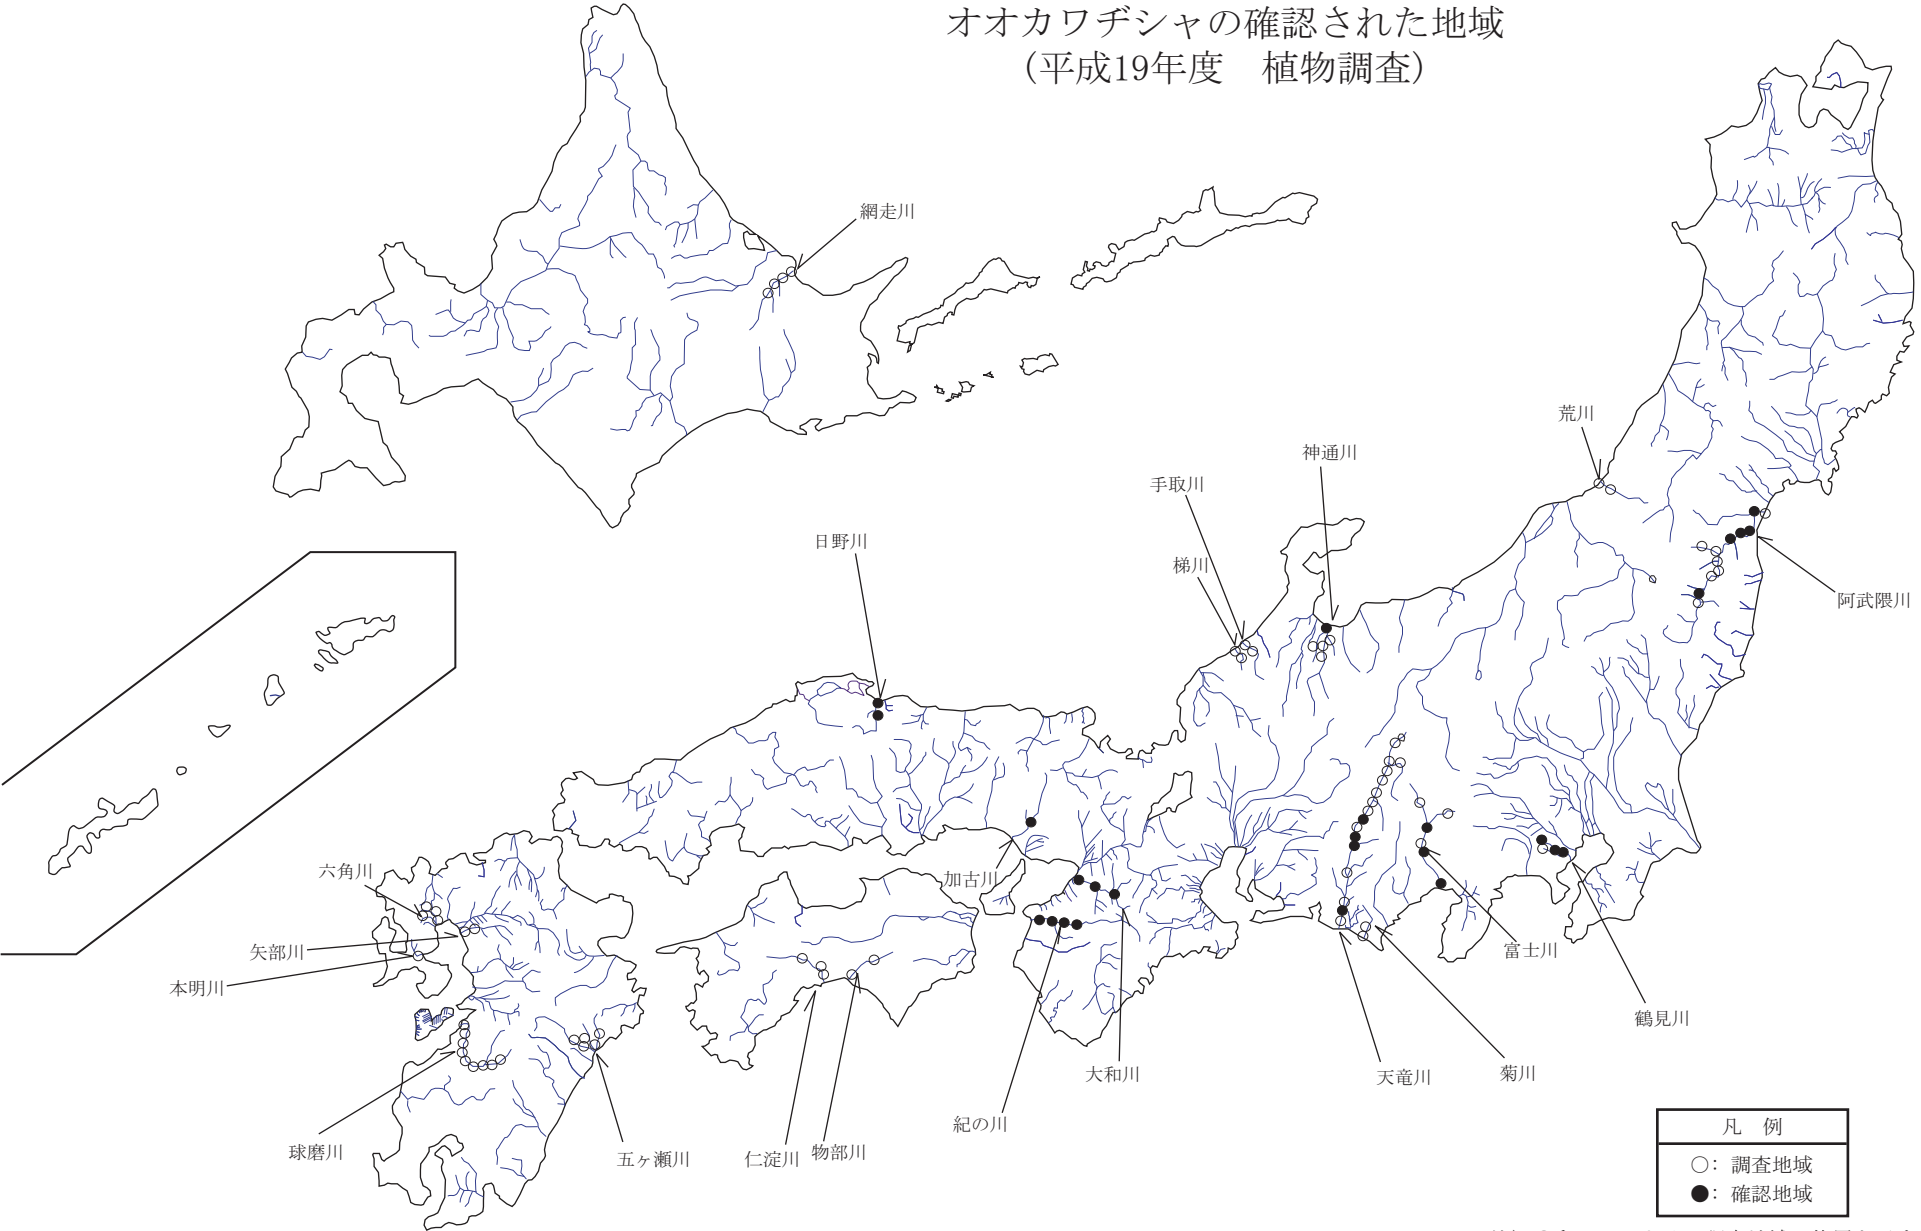 オオカワヂシャの確認された地域
（平成19年度　植物調査）
網走川
荒川
神通川
手取川
日野川
梯川
阿武隈川
六角川
加古川
矢部川
富士川
本明川
鶴見川
大和川
天竜川
菊川
紀の川
球磨川
五ヶ瀬川
仁淀川
物部川
凡　例
○：調査地域
●：確認地域